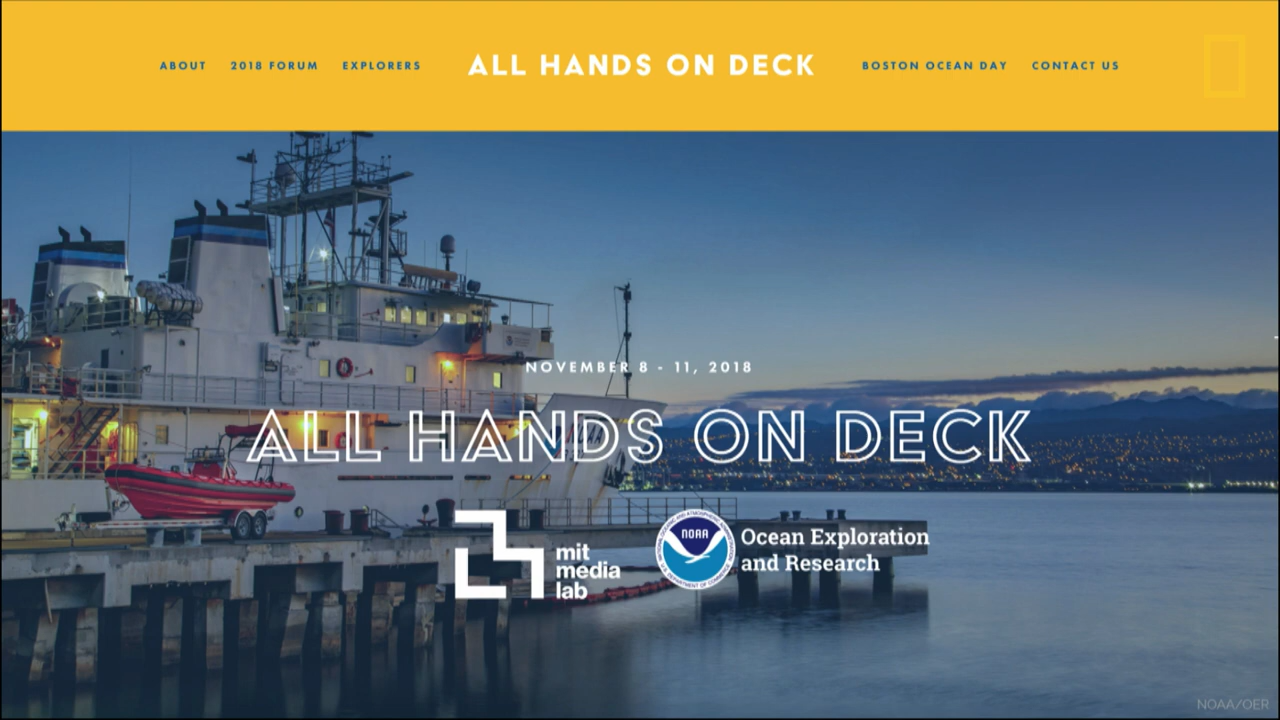 ABOUT 2018 FORUM EXPLORERS ALL HANDS ON DECK BOSTON OCEAN DAY CONTACT US
NOVEMBER 8 - 11, 2018
ALL HANDS ON DECK
mit
media
lab
NOAA
Ocean Exploration
and Research
NOAA/OER